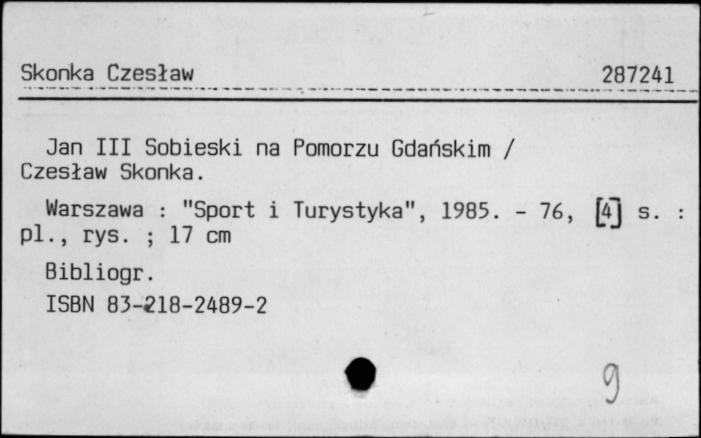 Skonka Czesław 287241
Jan III Sobieski na Pomorzu Gdańskim /
Czesław Skonka.
Warszawa : "Sport i Turystyka", 1985. - 76, [4] s. :
pl., rys. ; 17 cm
Bibliogr.
ISBN 83-218-2489-2
9